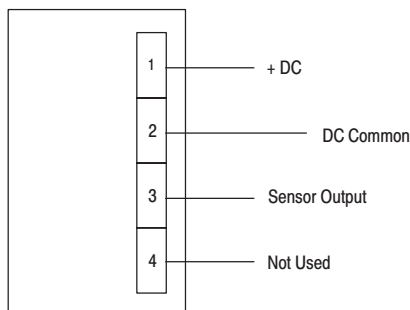 1 + DC
2 DC Common
3 Sensor Output
4 Not Used